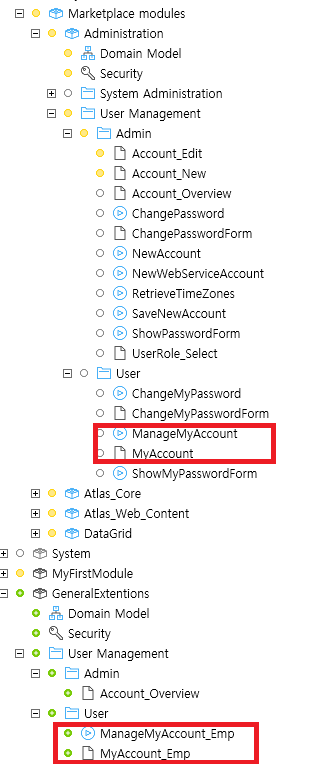 Marketplace modules
Administration
Domain Model
Security
System Administration
User Management
Admin
Account_Edit
Account_New
Account_Overview
ChangePassword
ChangePasswordForm
NewAccount
NewWebServiceAccount
RetrieveTimeZones
SaveNewAccount
ShowPasswordForm
UserRole_Select
User
ChangeMyPassword
ChangeMyPasswordForm
ManageMyAccount
MyAccount
ShowMyPasswordForm
Atlas_Core
Atlas_Web_Content
DataGrid
System
MyFirstModule
GeneralExtentions
Domain Model
Security
User Management
Admin
Account_Overview
User
ManageMyAccount_Emp
MyAccount_Emp